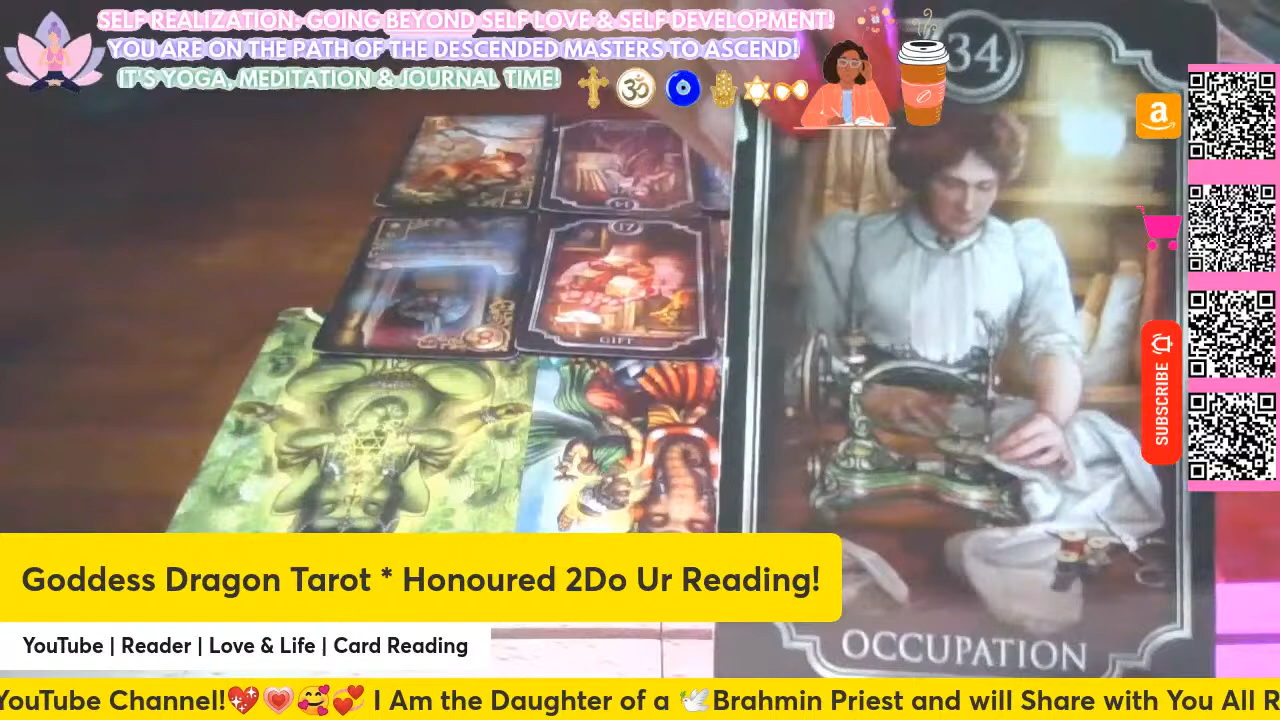 SELF REALIZATION: GOING BEYOND SELF LOVE & SELF DEVELOPMENT!
YOU ARE ON THE PATH OF THE DESCENDED MASTERS TO ASCEND!
IT'S YOGA, MEDITATION & JOURNAL TIME!
34
a
17
GIFT
SUBSCRIBE
Goddess Dragon Tarot * Honoured 2Do Ur Reading!
YouTube | Reader | Love & Life | Card Reading
OCCUPATION
YouTube Channel!💖💗🥰💞 I Am the Daughter of a 🕊️Brahmin Priest and will Share with You All R